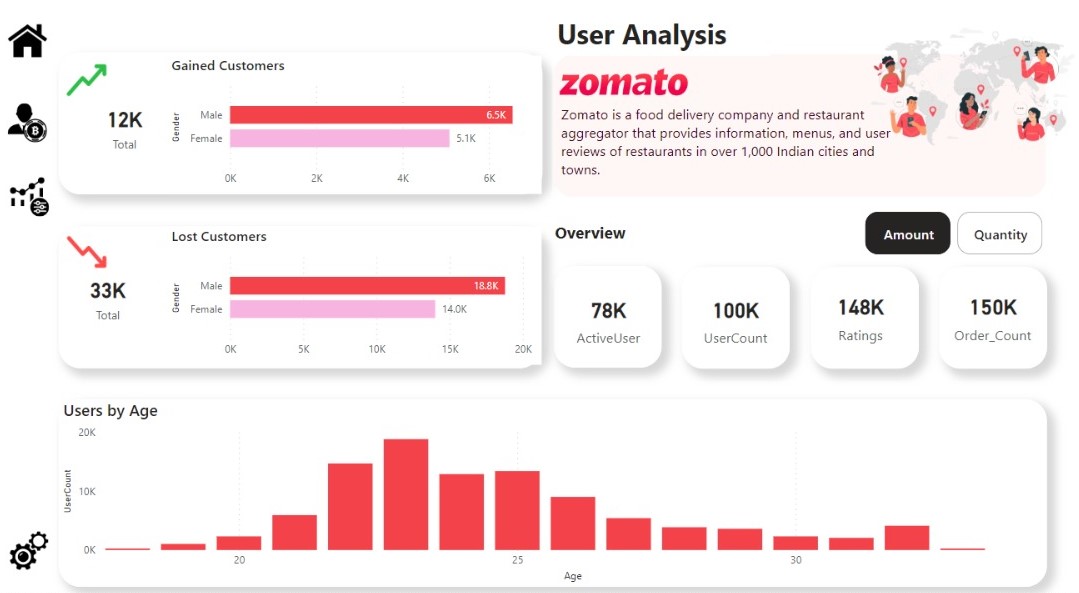 User Analysis
Gained Customers
12K
Total
Gender
Male
6.5K
Female
5.1K
0K
2K
4K
6K
zomato
Zomato is a food delivery company and restaurant
aggregator that provides information, menus, and user
reviews of restaurants in over 1,000 Indian cities and
towns.
Lost Customers
33K
Total
Gender
Male
18.8K
Female
14.0K
0K
5K
10K
15K
20K
Overview
Amount
Quantity
78K
ActiveUser
100K
UserCount
148K
Ratings
150K
Order_Count
Users by Age
UserCount
20K
10K
0K
20
25
30
Age